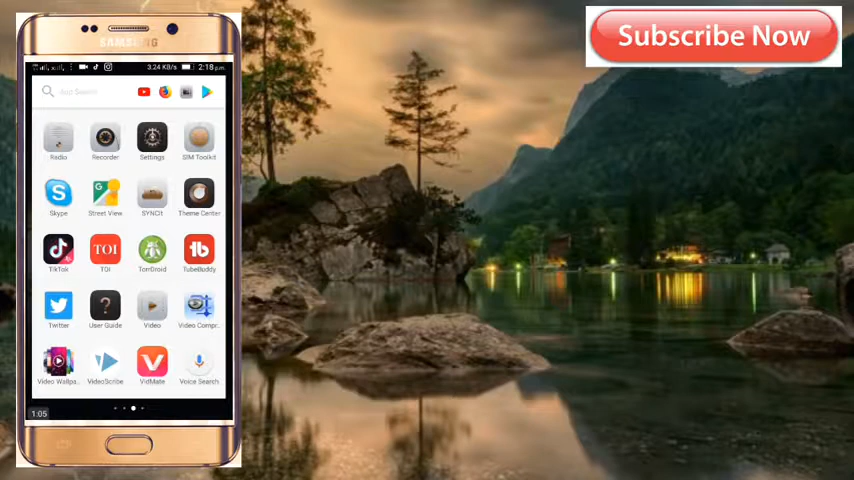 Subscribe Now
SAMSUNG
3.24 KB/s 2:18 p.m.
App Search
Radio Recorder Settings SIM Toolkit
Skype Street View SYNCit Theme Center
TikTok TOI TorrDroid TubeBuddy
TOI
Twitter User Guide Video Video Compr..
Video Wallpa.. VideoScribe VidMate Voice Search
1:05